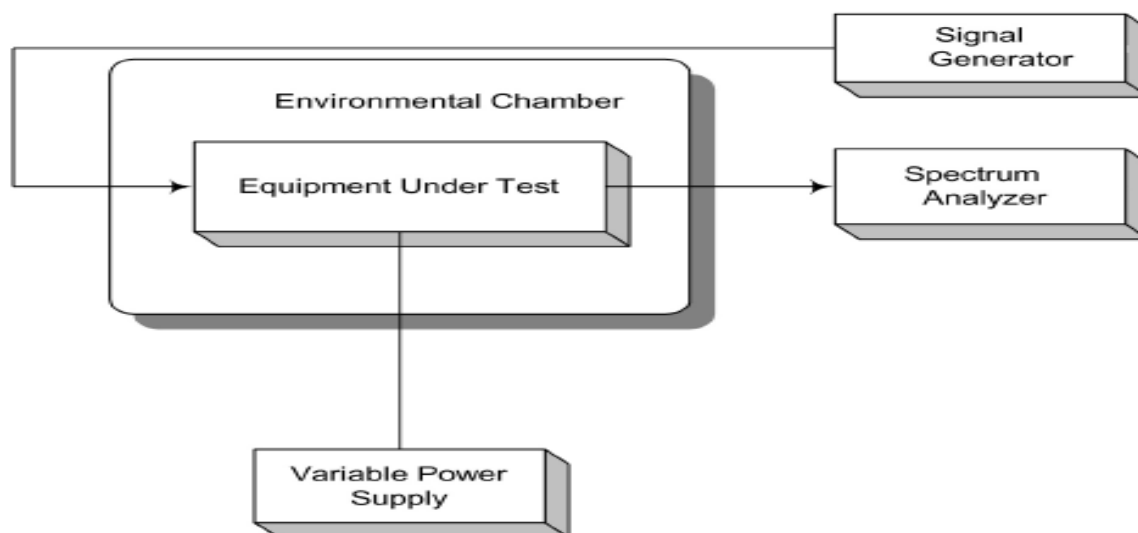 Signal
Generator
Environmental Chamber
Equipment Under Test
Spectrum
Analyzer
Variable Power
Supply